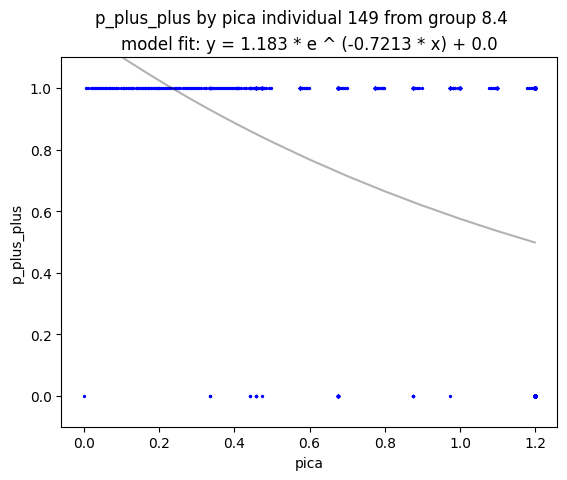 p_plus_plus by pica individual 149 from group 8.4
model fit: y = 1.183 * e ^ (-0.7213 * x) + 0.0
1.0
0.8
0.6
0.4
0.2
0.0
p_plus_plus
0.0 0.2 0.4 0.6 0.8 1.0 1.2
pica